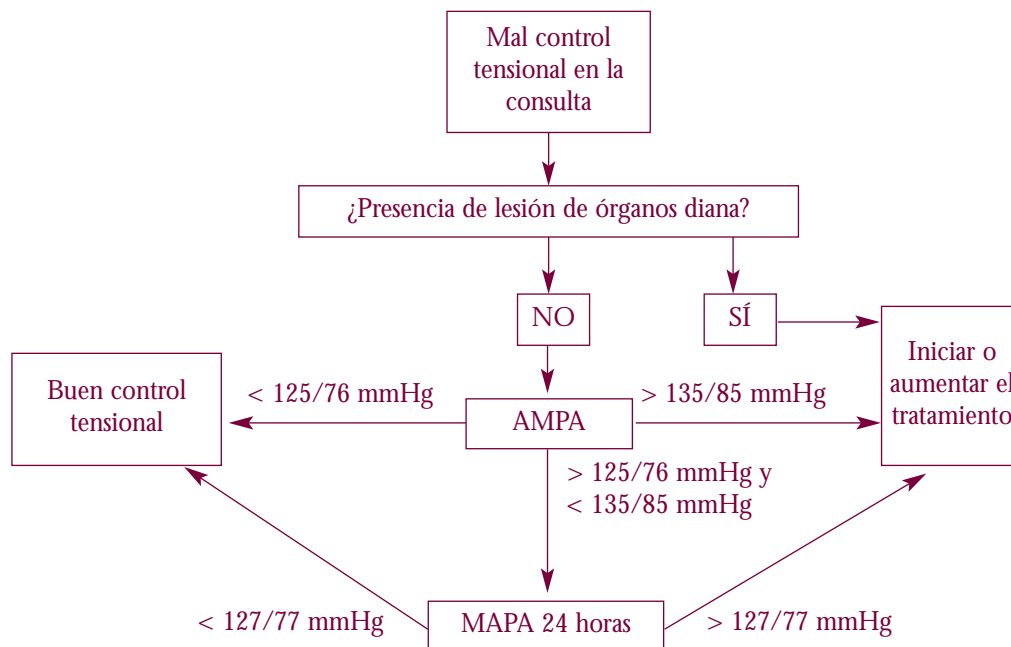 Mal control
tensional en la
consulta
¿Presencia de lesión de órganos diana?
NO
SÍ
Iniciar o
aumentar el
tratamiento
Buen control
tensional
< 125/76 mmHg
AMPA
> 135/85 mmHg
> 125/76 mmHg y
< 135/85 mmHg
< 127/77 mmHg
MAPA 24 horas
> 127/77 mmHg